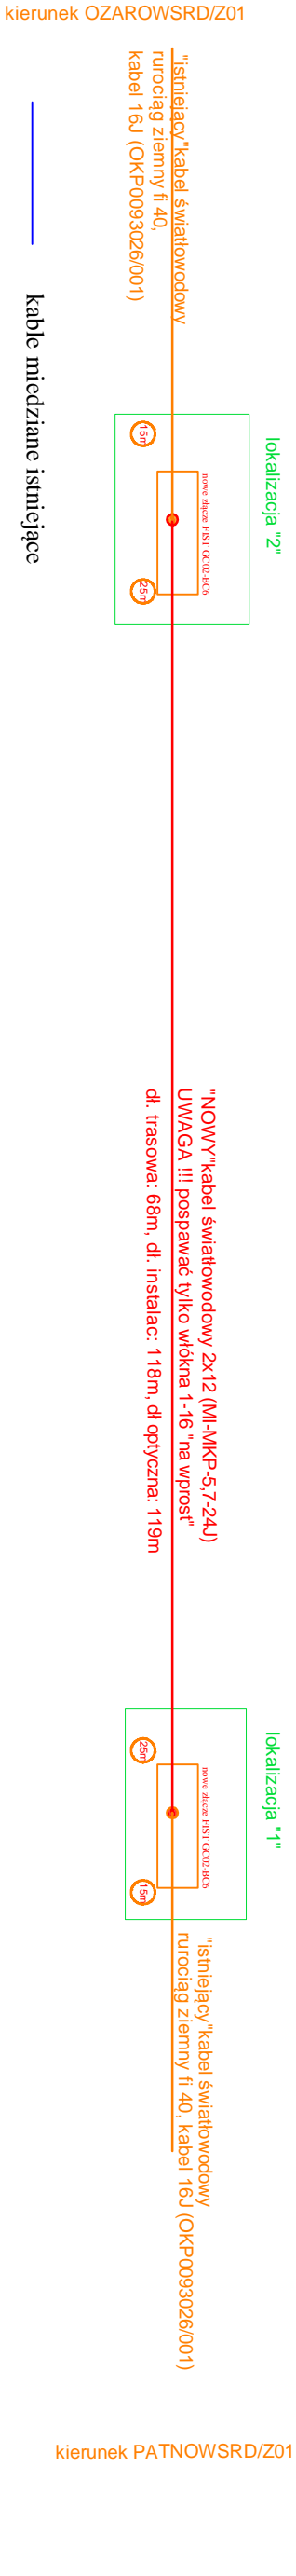 kierunek OZAROWSRD/Z01
"istniejący"kabel światłowodowy
rurociąg ziemny fi 40,
kabel 16J (OKP0093026/001)
kable miedziane istniejące
lokalizacja "2"
15m
nowe złącze FIST GC02-BC6
25m
"NOWY"kabel światłowodowy 2x12 (MI-MKP-5,7-24J)
UWAGA !!! pospawać tylko włókna 1-16 "na wprost"
dł. trasowa: 68m, dł. instalac: 118m, dł optyczna: 119m
lokalizacja "1"
25m
nowe złącze FIST GC02-BC6
15m
"istniejący"kabel światłowodowy
rurociąg ziemny fi 40, kabel 16J (OKP0093026/001)
kierunek PATNOWSRD/Z01